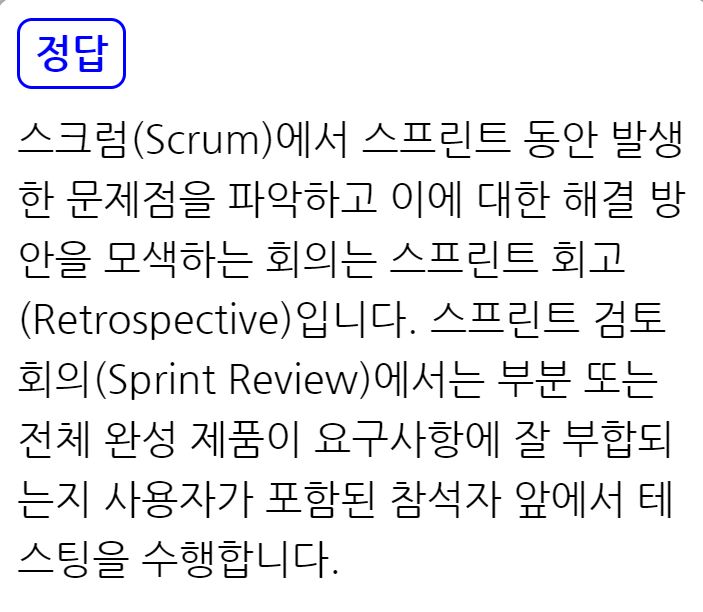 정답
스크럼(Scrum)에서 스프린트 동안 발생
한 문제점을 파악하고 이에 대한 해결 방
안을 모색하는 회의는 스프린트 회고
(Retrospective)입니다. 스프린트 검토
회의(Sprint Review)에서는 부분 또는
전체 완성 제품이 요구사항에 잘 부합되
는지 사용자가 포함된 참석자 앞에서 테
스팅을 수행합니다.